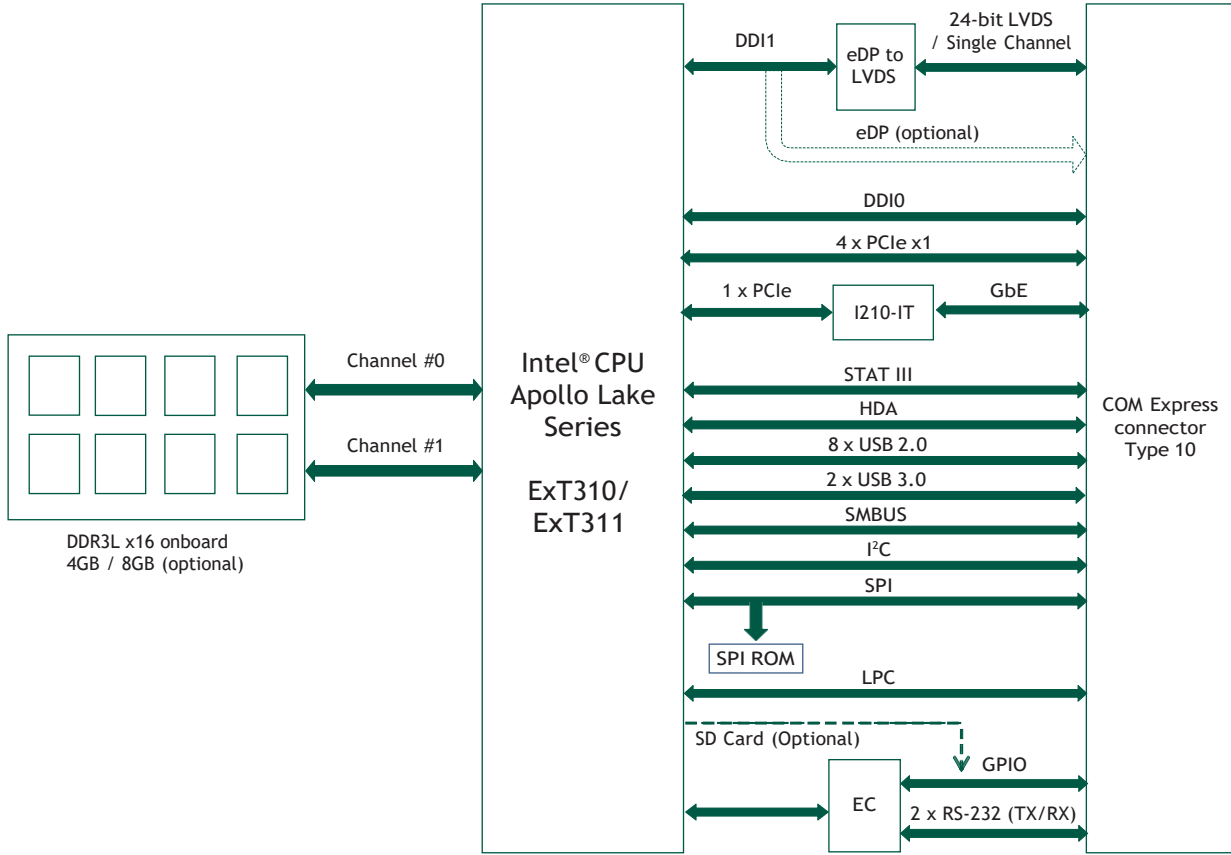 DDI1
eDP to
LVDS
24-bit LVDS
/ Single Channel
eDP (optional)
DDI0
4 x PCIe x1
1 x PCIe
I210-IT
GbE
Channel #0
Channel #1
DDR3L x16 onboard
4GB / 8GB (optional)
Intel® CPU
Apollo Lake
Series
ExT310/
ExT311
STAT III
HDA
8 x USB 2.0
2 x USB 3.0
SMBUS
I²C
SPI
SPI ROM
LPC
SD Card (Optional)
GPIO
EC
2 x RS-232 (TX/RX)
COM Express
connector
Type 10